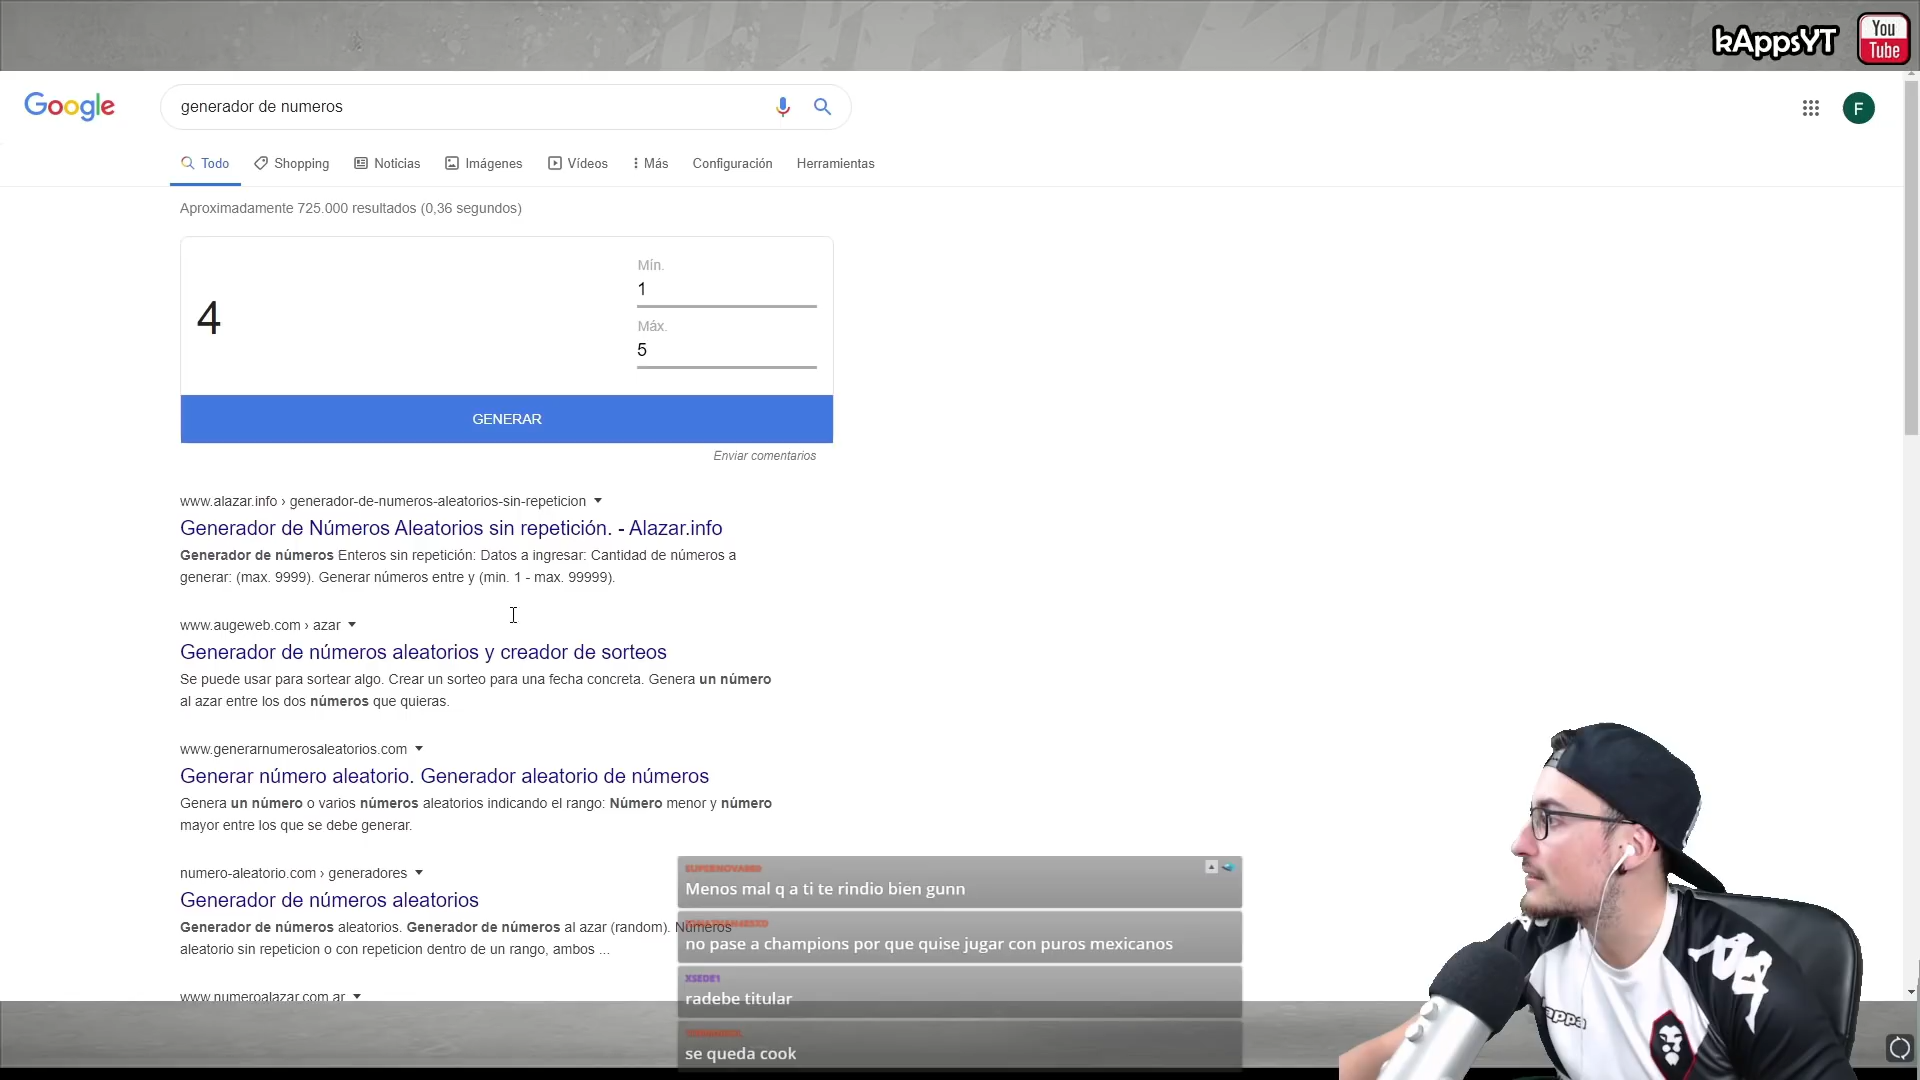 kAppsYT
You
Tube
Google
generador de numeros
F
Todo
Shopping
Noticias
Imágenes
Vídeos
Más
Configuración
Herramientas
Aproximadamente 725.000 resultados (0,36 segundos)
Mín.
1
4
Máx.
5
GENERAR
Enviar comentarios
www.alazar.info › generador-de-numeros-aleatorios-sin-repeticion
Generador de Números Aleatorios sin repetición. - Alazar.info
Generador de números Enteros sin repetición: Datos a ingresar: Cantidad de números a
generar: (max. 9999). Generar números entre y (min. 1 - max. 99999).
www.augeweb.com › azar
Generador de números aleatorios y creador de sorteos
Se puede usar para sortear algo. Crear un sorteo para una fecha concreta. Genera un número
al azar entre los dos números que quieras.
www.generarnumerosaleatorios.com
Generar número aleatorio. Generador aleatorio de números
Genera un número o varios números aleatorios indicando el rango: Número menor y número
mayor entre los que se debe generar.
numero-aleatorio.com › generadores
Generador de números aleatorios
Generador de números aleatorios. Generador de números al azar (random). Números
aleatorio sin repeticion o con repeticion dentro de un rango, ambos ...
www.numeroalazar.com.ar
Menos mal q a ti te rindio bien gunn
no pase a champions por que quise jugar con puros mexicanos
XSEDE1
radebe titular
se queda cook
kappa